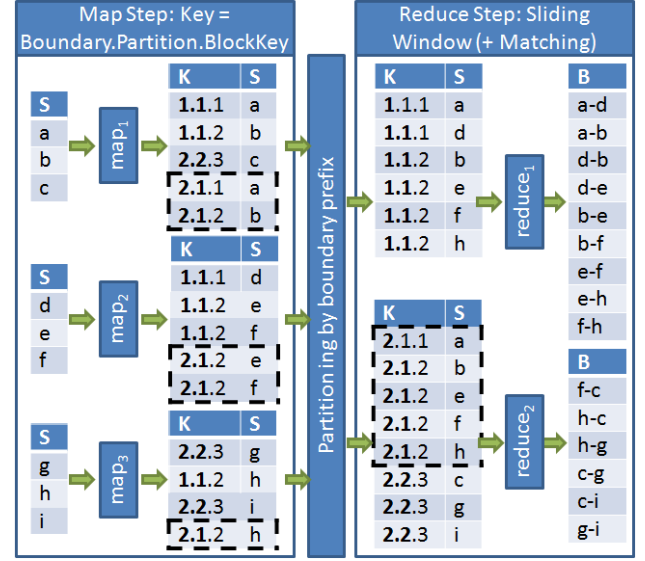 Map Step: Key =
Boundary.Partition.BlockKey
S
a
b
c
map1
K S
1.1.1 a
1.1.2 b
2.2.3 c
2.1.1 a
2.1.2 b
S
d
e
f
map2
K S
1.1.1 d
1.1.2 e
1.1.2 f
2.1.2 e
2.1.2 f
S
g
h
i
map3
K S
2.2.3 g
1.1.2 h
2.2.3 i
2.1.2 h
Partition ing by boundary prefix
Reduce Step: Sliding
Window (+ Matching)
K S
1.1.1 a
1.1.1 d
1.1.2 b
1.1.2 e
1.1.2 f
1.1.2 h
reduce1
B
a-d
a-b
d-b
d-e
b-e
b-f
e-f
e-h
f-h
K S
2.1.1 a
2.1.2 b
2.1.2 e
2.1.2 f
2.1.2 h
2.2.3 c
2.2.3 g
2.2.3 i
reduce2
B
f-c
h-c
h-g
c-g
c-i
g-i